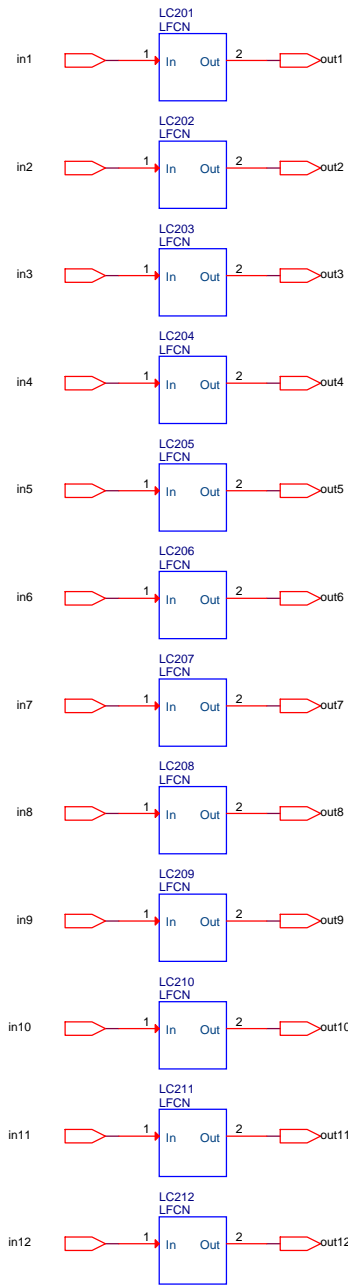 LC201
LFCN
in1 1 In Out 2 out1
LC202
LFCN
in2 1 In Out 2 out2
LC203
LFCN
in3 1 In Out 2 out3
LC204
LFCN
in4 1 In Out 2 out4
LC205
LFCN
in5 1 In Out 2 out5
LC206
LFCN
in6 1 In Out 2 out6
LC207
LFCN
in7 1 In Out 2 out7
LC208
LFCN
in8 1 In Out 2 out8
LC209
LFCN
in9 1 In Out 2 out9
LC210
LFCN
in10 1 In Out 2 out10
LC211
LFCN
in11 1 In Out 2 out11
LC212
LFCN
in12 1 In Out 2 out12